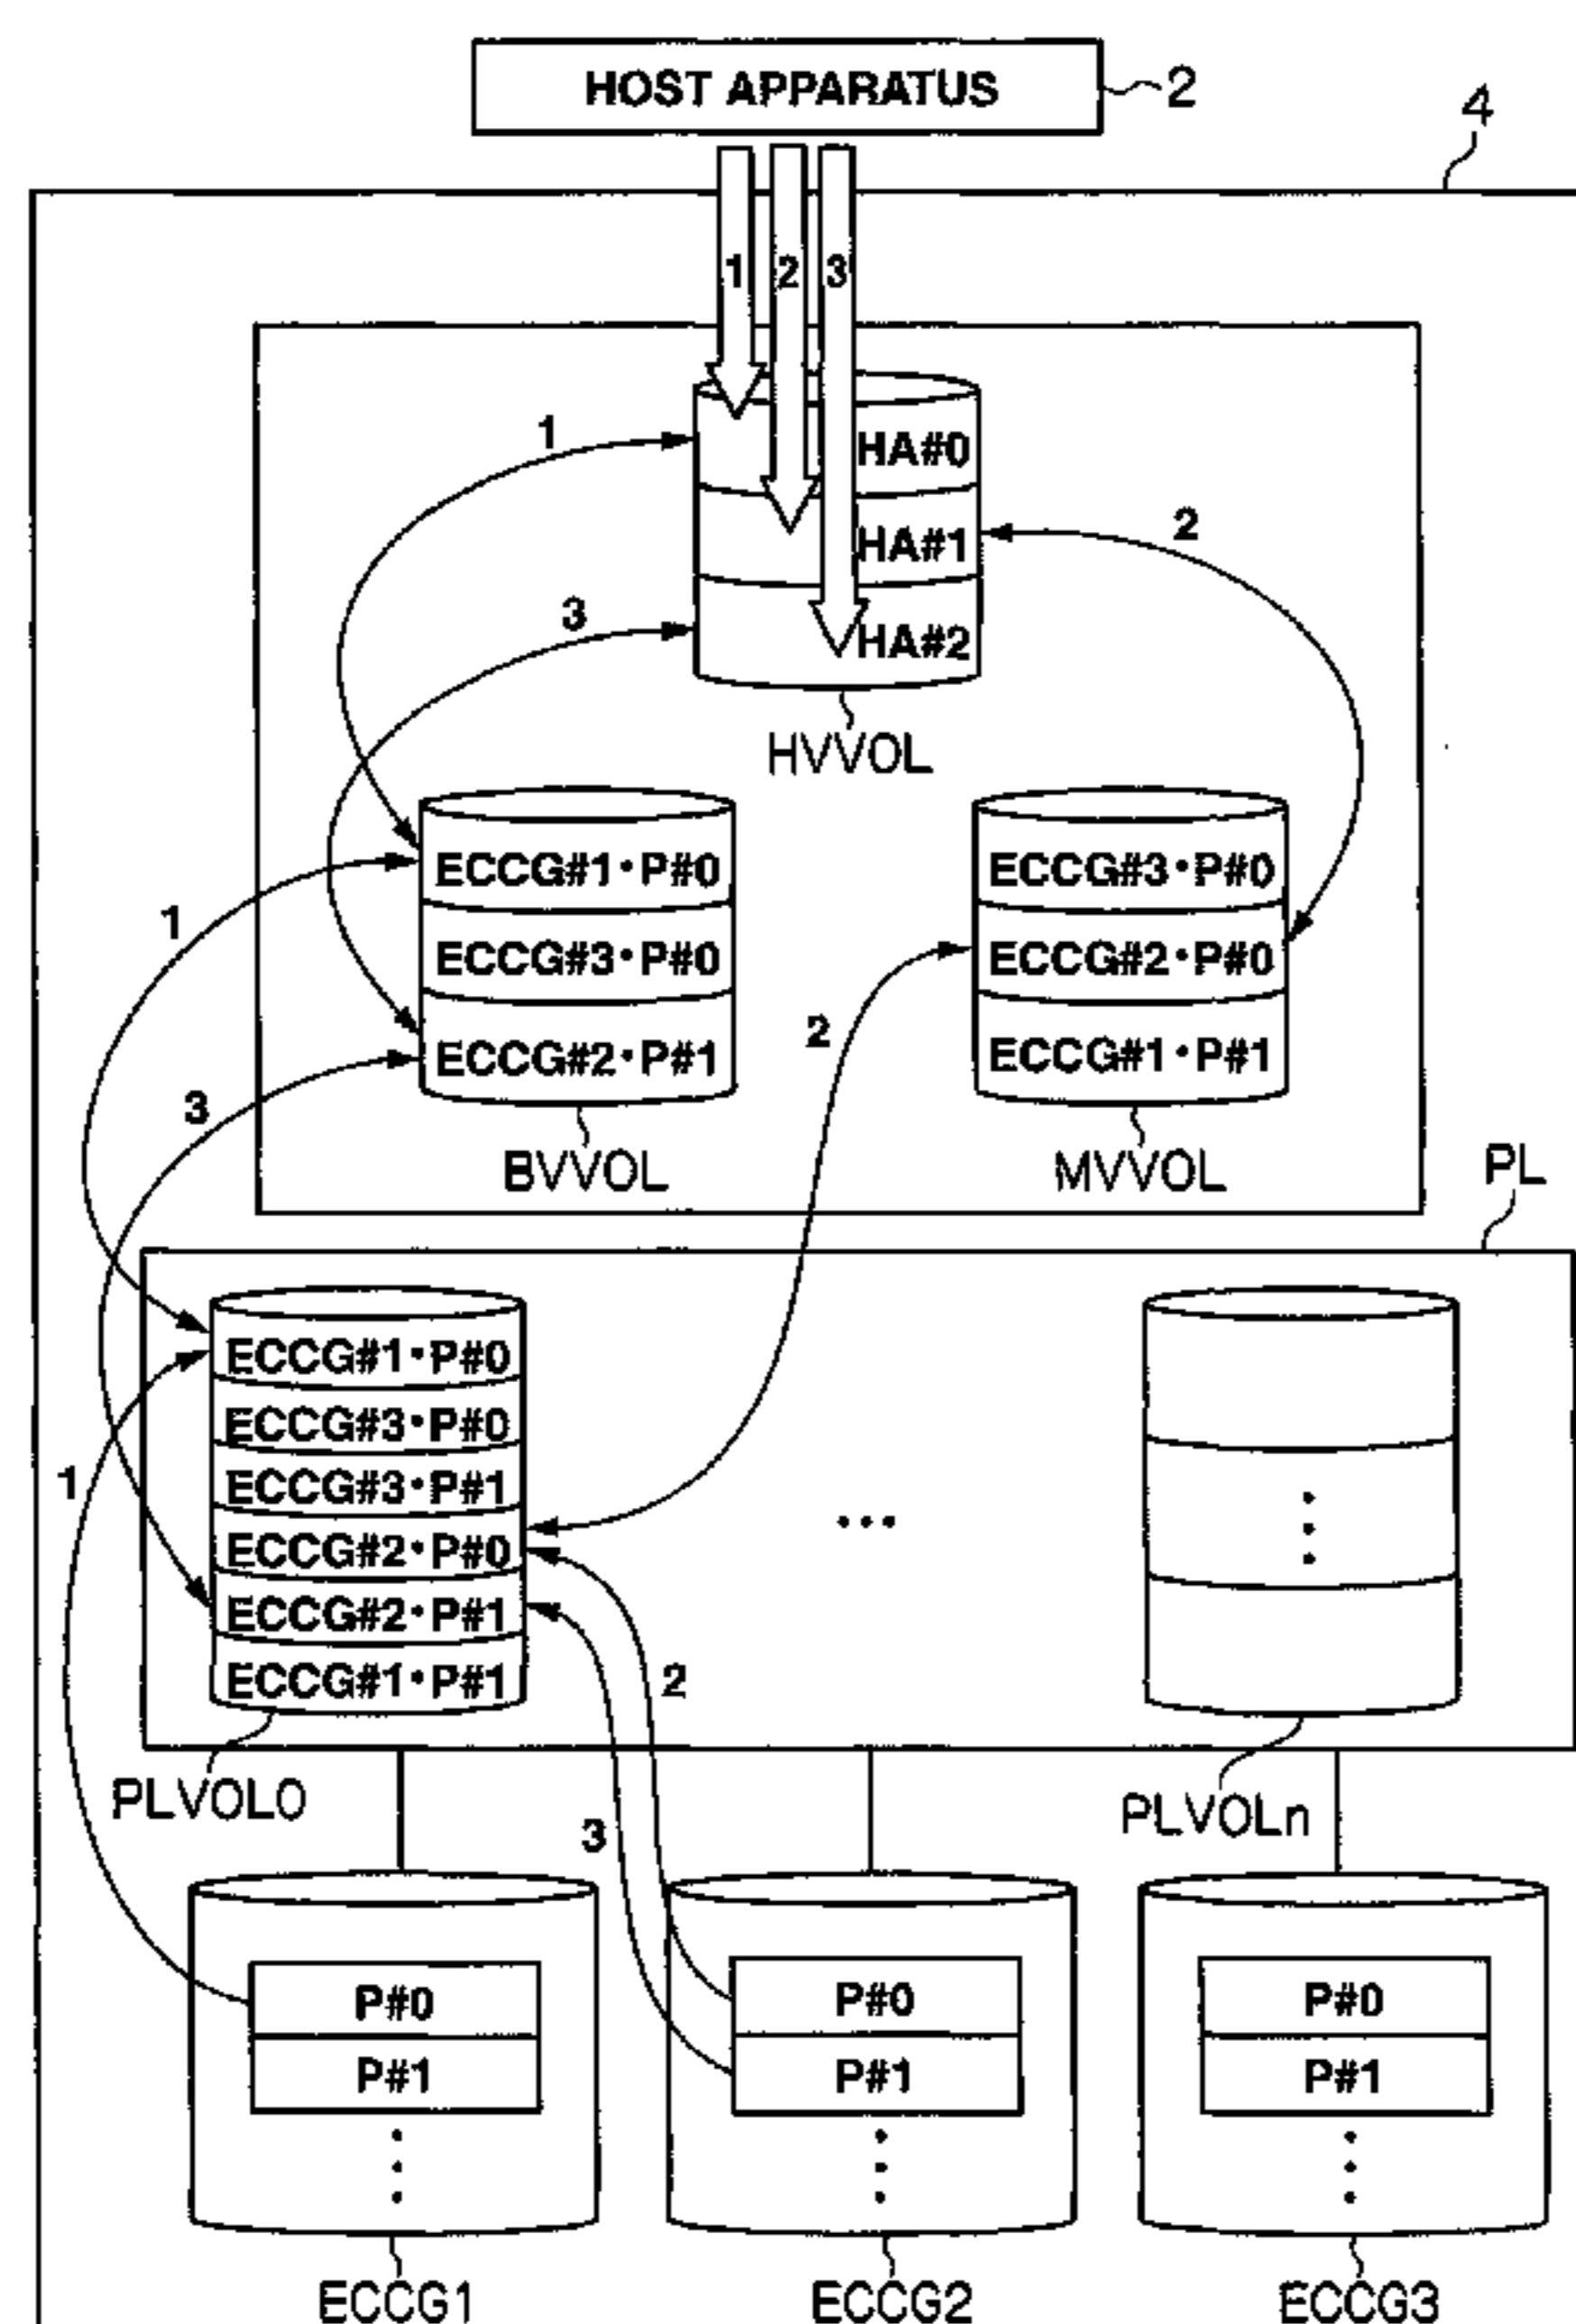 HOST APPARATUS 2
4
1 2 3
1 HA#0
HA#1 2
3 HA#2
HVVOL
ECCG#1·P#0 ECCG#3·P#0
1
ECCG#3·P#0 ECCG#2·P#0
2
ECCG#2·P#1 ECCG#1·P#1
3
BVVOL MVVOL PL
ECCG#1·P#0
ECCG#3·P#0
1 ECCG#3·P#1
ECCG#2·P#0 ...
ECCG#2·P#1
ECCG#1·P#1 2
PLVOL0 PLVOLn
3
P#0 P#0 P#0
P#1 P#1 P#1
ECCG1 ECCG2 ECCG3